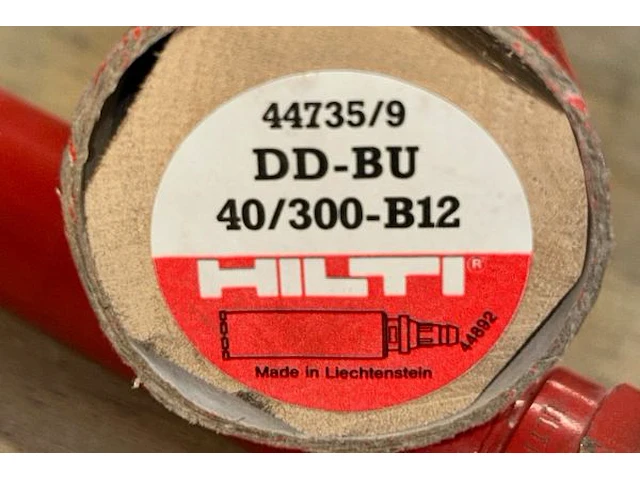 44735/9
DD-BU
40/300-B12
HILTI®
44892
Made in Liechtenstein